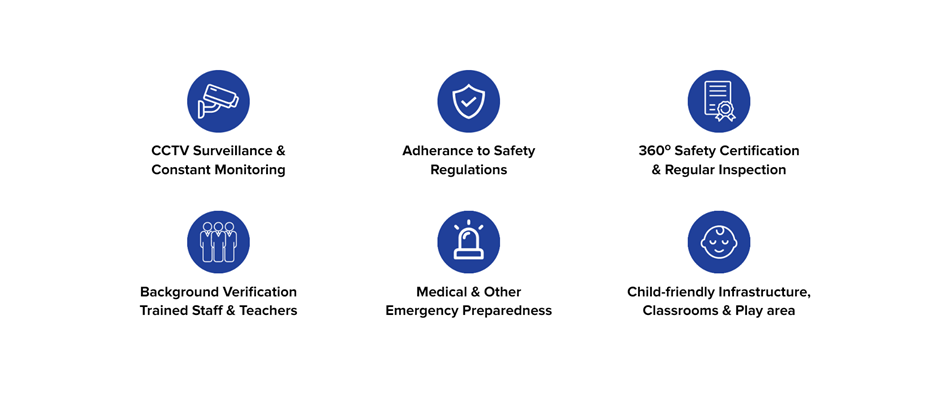 CCTV Surveillance &
Constant Monitoring
Adherance to Safety
Regulations
360º Safety Certification
& Regular Inspection
Background Verification
Trained Staff & Teachers
Medical & Other
Emergency Preparedness
Child-friendly Infrastructure,
Classrooms & Play area